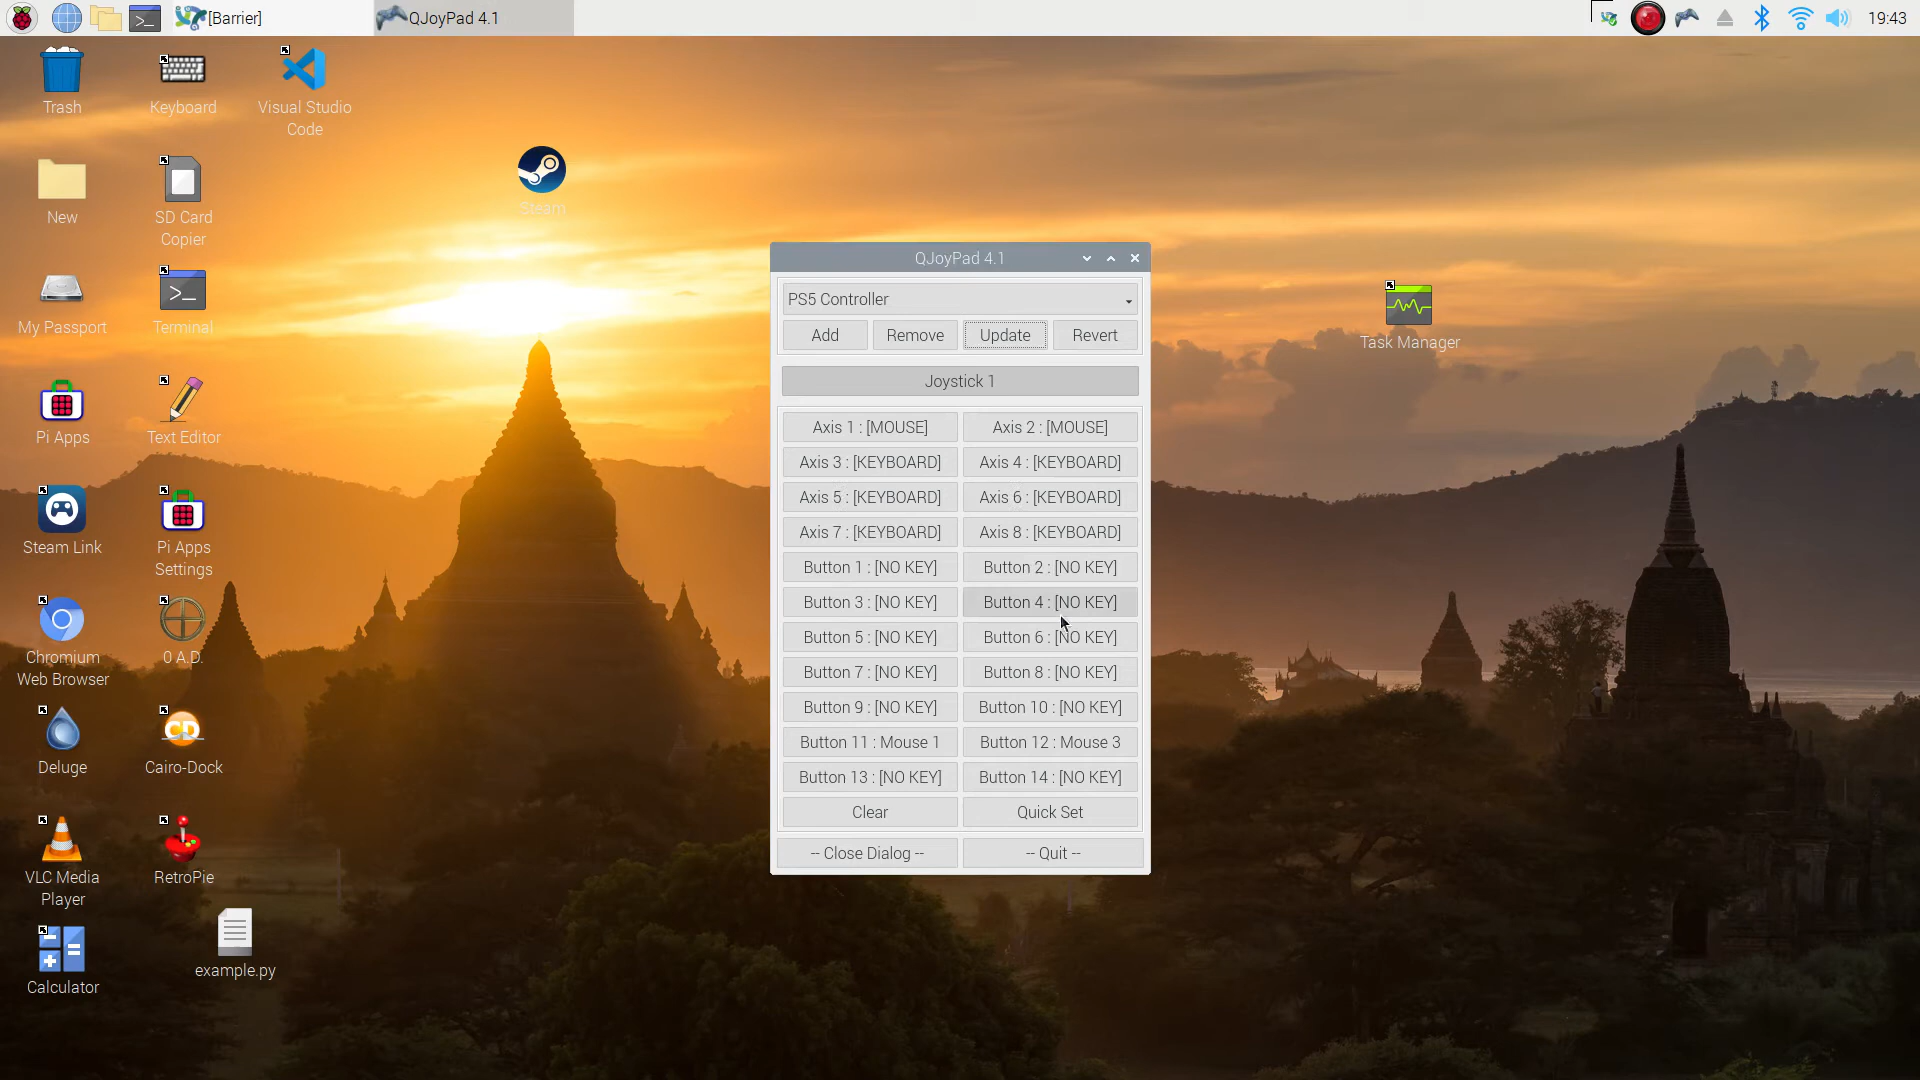 [Barrier]
QJoyPad 4.1
19:43
Trash
Keyboard
Visual Studio
Code
New
SD Card
Copier
Steam
My Passport
Terminal
Pi Apps
Text Editor
Steam Link
Pi Apps
Settings
Chromium
Web Browser
0 A.D.
Deluge
Cairo-Dock
VLC Media
Player
RetroPie
example.py
Calculator
Task Manager
QJoyPad 4.1
PS5 Controller
Add
Remove
Update
Revert
Joystick 1
Axis 1 : [MOUSE]
Axis 2 : [MOUSE]
Axis 3 : [KEYBOARD]
Axis 4 : [KEYBOARD]
Axis 5 : [KEYBOARD]
Axis 6 : [KEYBOARD]
Axis 7 : [KEYBOARD]
Axis 8 : [KEYBOARD]
Button 1 : [NO KEY]
Button 2 : [NO KEY]
Button 3 : [NO KEY]
Button 4 : [NO KEY]
Button 5 : [NO KEY]
Button 6 : [NO KEY]
Button 7 : [NO KEY]
Button 8 : [NO KEY]
Button 9 : [NO KEY]
Button 10 : [NO KEY]
Button 11 : Mouse 1
Button 12 : Mouse 3
Button 13 : [NO KEY]
Button 14 : [NO KEY]
Clear
Quick Set
-- Close Dialog --
-- Quit --